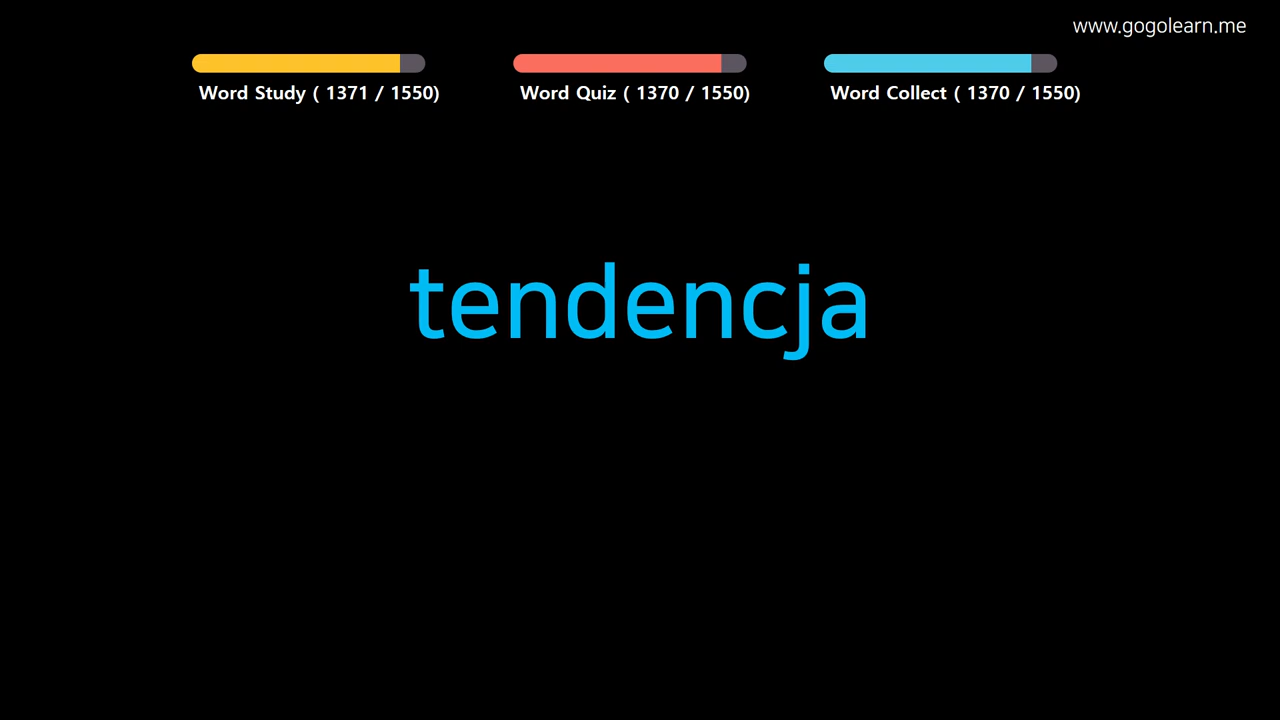 www.gogolearn.me
Word Study ( 1371 / 1550)
Word Quiz ( 1370 / 1550)
Word Collect ( 1370 / 1550)
tendencja